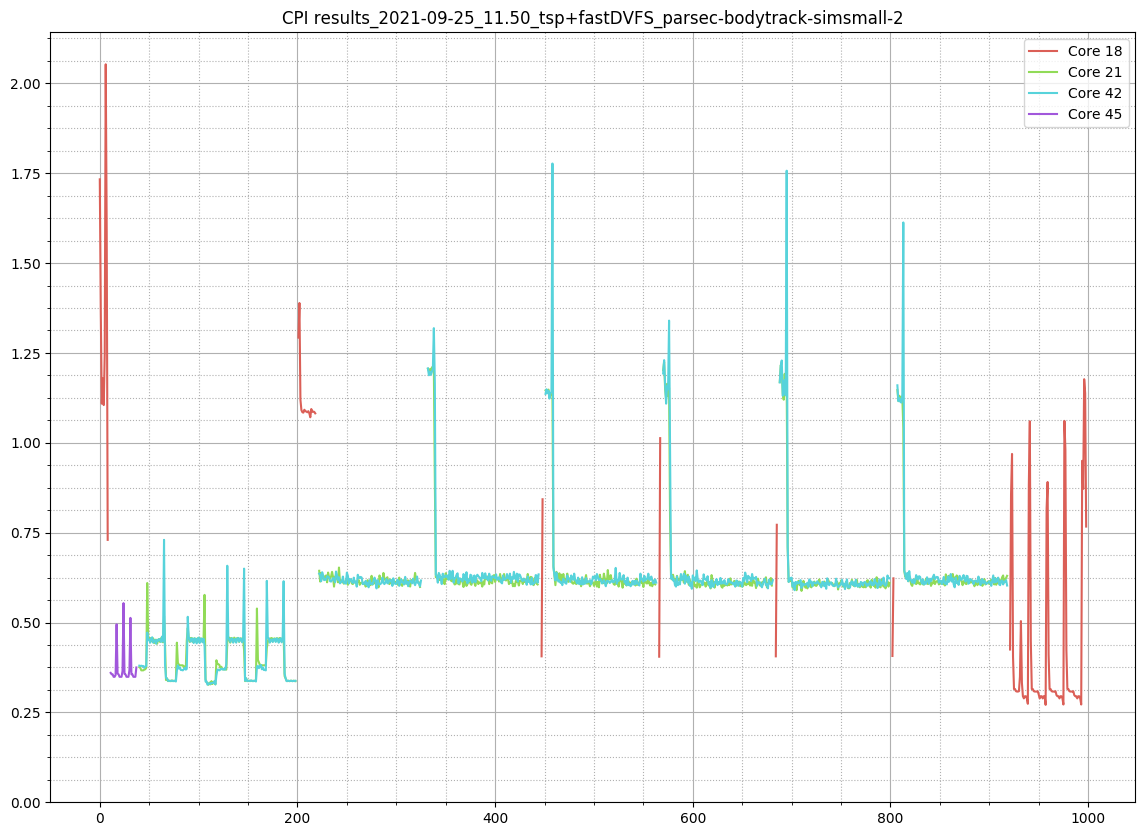 CPI results_2021-09-25_11.50_tsp+fastDVFS_parsec-bodytrack-simsmall-2
Core 18
Core 21
Core 42
Core 45
2.00
1.75
1.50
1.25
1.00
0.75
0.50
0.25
0.00
0 200 400 600 800 1000